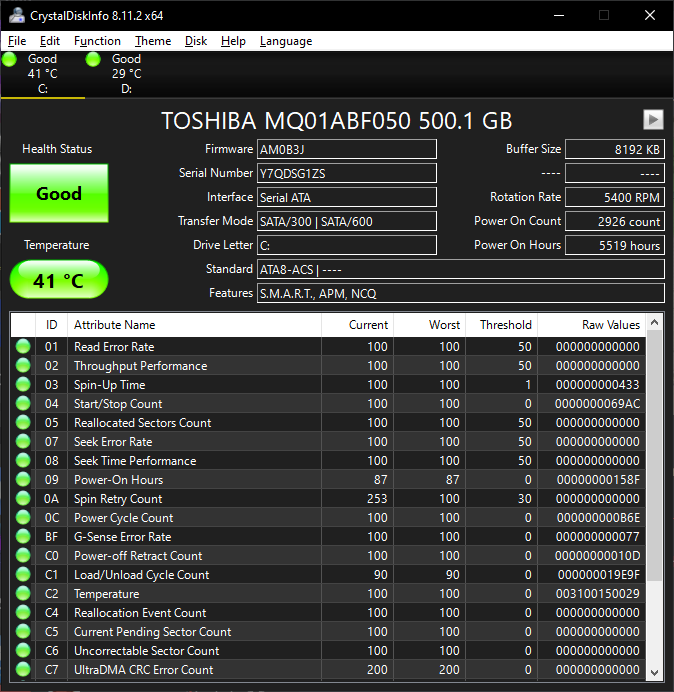 CrystalDiskInfo 8.11.2 x64
File Edit Function Theme Disk Help Language
Good Good
41 °C 29 °C
C: D:
TOSHIBA MQ01ABF050 500.1 GB
Health Status Firmware AM0B3J Buffer Size 8192 KB
Good Serial Number Y7QDSG1ZS ---- ----
Interface Serial ATA Rotation Rate 5400 RPM
Transfer Mode SATA/300 | SATA/600 Power On Count 2926 count
Temperature Drive Letter C: Power On Hours 5519 hours
41 °C Standard ATA8-ACS | ----
Features S.M.A.R.T., APM, NCQ
ID Attribute Name Current Worst Threshold Raw Values
01 Read Error Rate 100 100 50 000000000000
02 Throughput Performance 100 100 50 000000000000
03 Spin-Up Time 100 100 1 000000000433
04 Start/Stop Count 100 100 0 0000000069AC
05 Reallocated Sectors Count 100 100 50 000000000000
07 Seek Error Rate 100 100 50 000000000000
08 Seek Time Performance 100 100 50 000000000000
09 Power-On Hours 87 87 0 00000000158F
0A Spin Retry Count 253 100 30 000000000000
0C Power Cycle Count 100 100 0 000000000B6E
BF G-Sense Error Rate 100 100 0 000000000077
C0 Power-off Retract Count 100 100 0 00000000010D
C1 Load/Unload Cycle Count 90 90 0 000000019E9F
C2 Temperature 100 100 0 003100150029
C4 Reallocation Event Count 100 100 0 000000000000
C5 Current Pending Sector Count 100 100 0 000000000000
C6 Uncorrectable Sector Count 100 100 0 000000000000
C7 UltraDMA CRC Error Count 200 200 0 000000000000